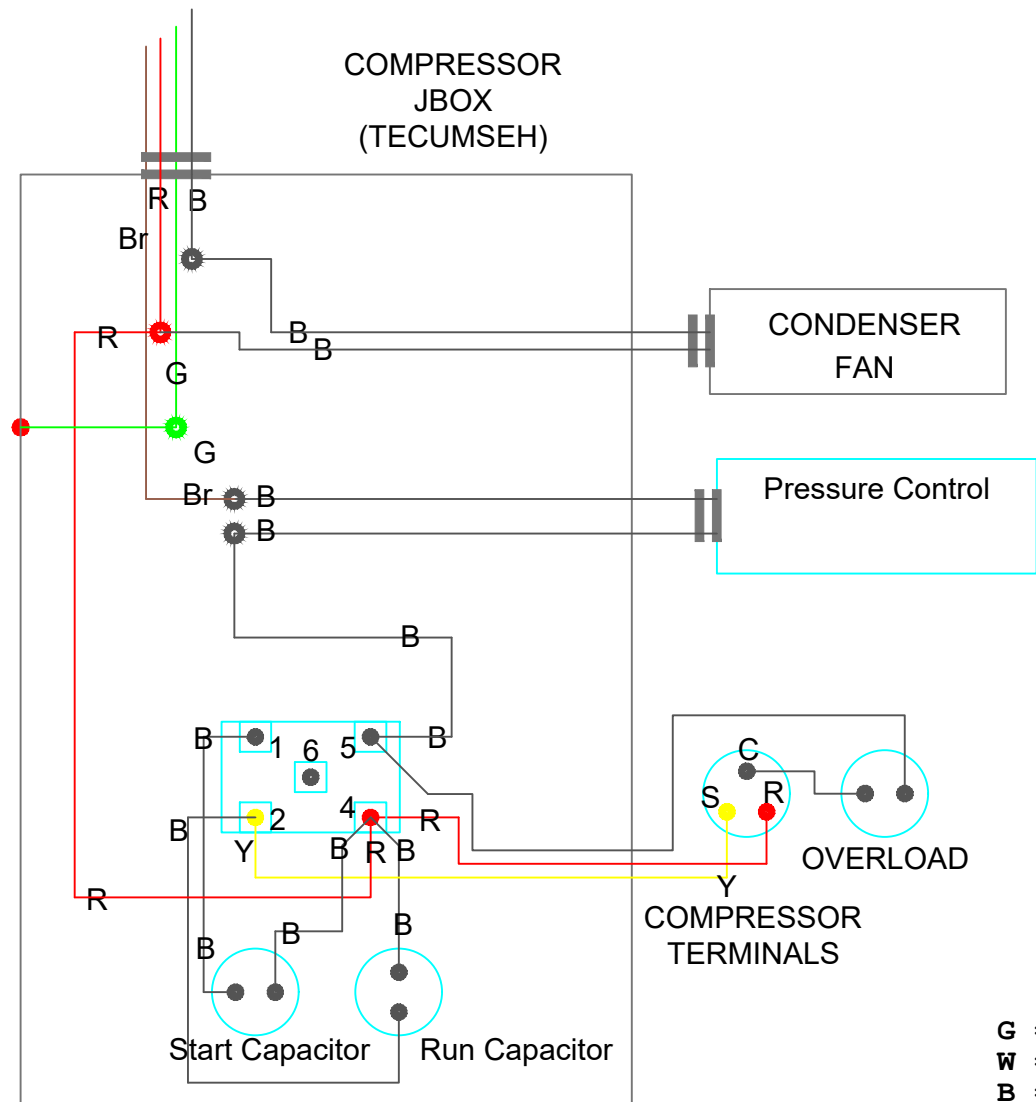 COMPRESSOR
JBOX
(TECUMSEH)
R
B
Br
R
B
B
CONDENSER
FAN
G
G
Br
B
B
Pressure Control
B
B
1
6
5
B
2
4
B
Y
B
R
B
R
C
S
R
OVERLOAD
Y
R
COMPRESSOR
TERMINALS
B
B
B
Start Capacitor
Run Capacitor
G =
W =
B =